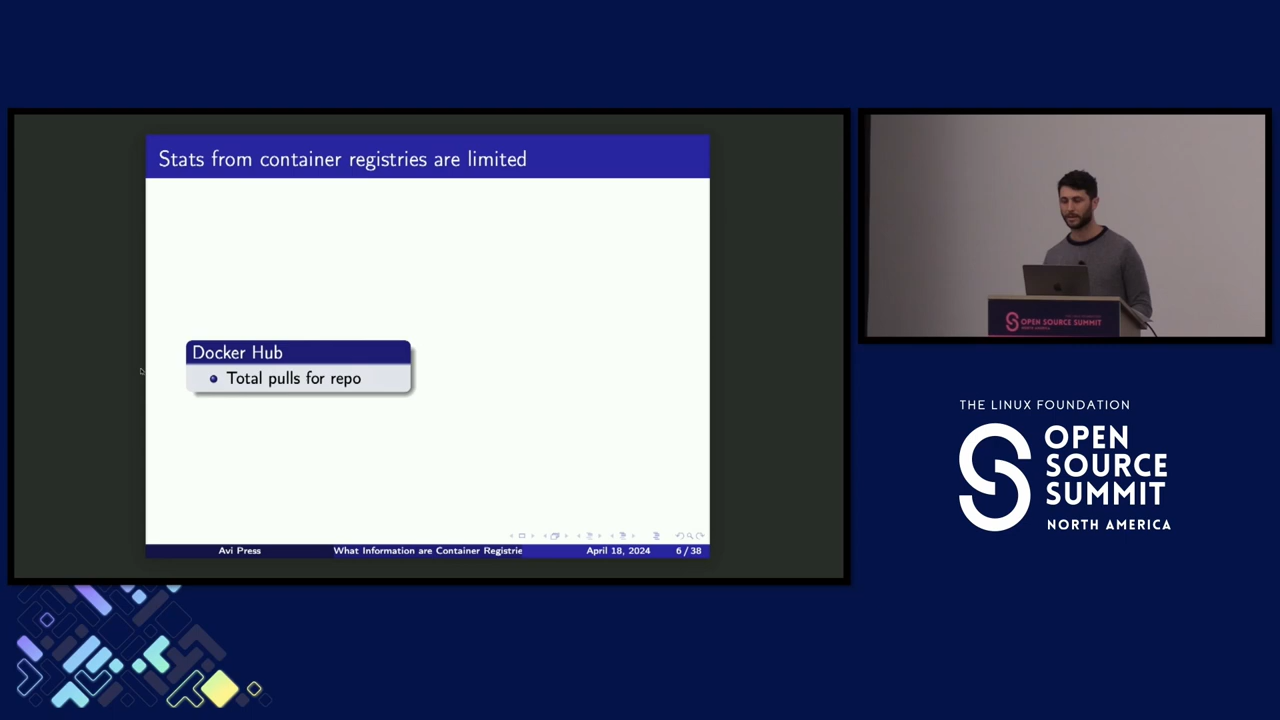 Stats from container registries are limited
Docker Hub
Total pulls for repo
Avi Press
What Information are Container Registrie
April 18, 2024
6 / 38
OPEN SOURCE SUMMIT
THE LINUX FOUNDATION
OPEN
SOURCE
SUMMIT
NORTH AMERICA